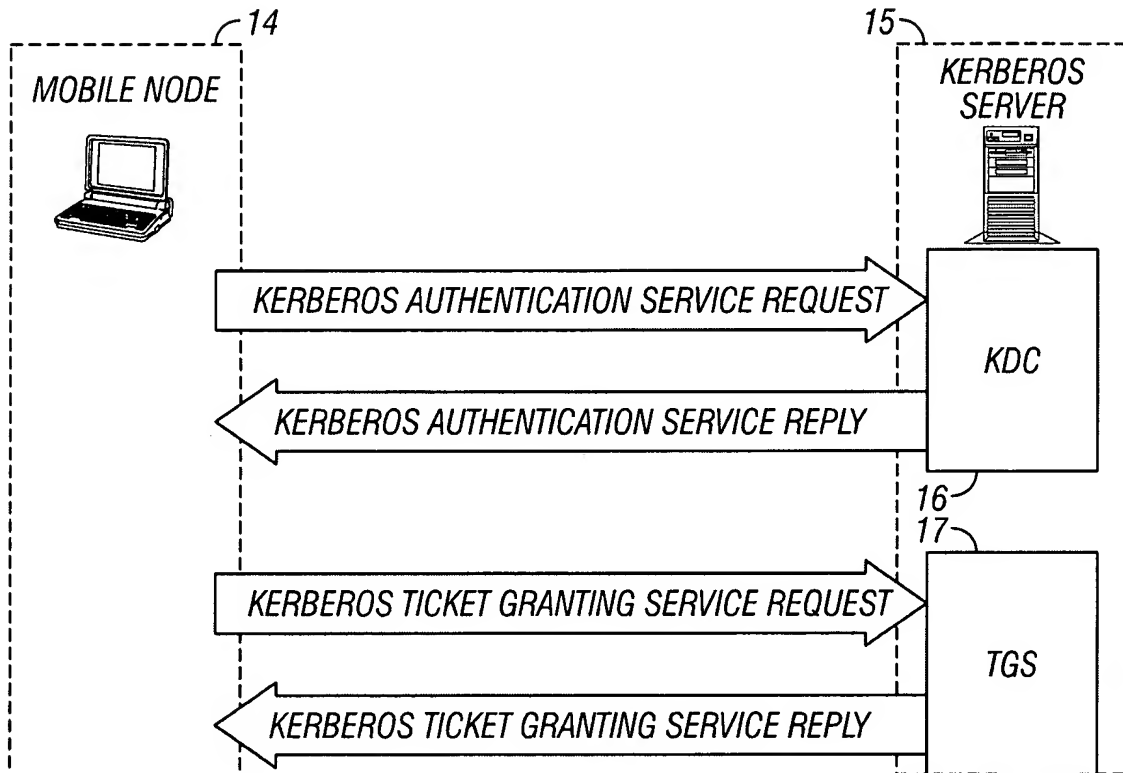 14
15
MOBILE NODE
KERBEROS
SERVER
KERBEROS AUTHENTICATION SERVICE REQUEST
KDC
KERBEROS AUTHENTICATION SERVICE REPLY
16
17
KERBEROS TICKET GRANTING SERVICE REQUEST
TGS
KERBEROS TICKET GRANTING SERVICE REPLY